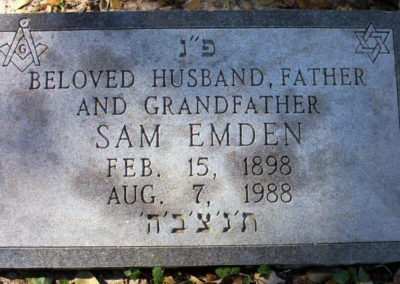 G
פ"נ
BELOVED HUSBAND, FATHER
AND GRANDFATHER
SAM EMDEN
FEB. 15, 1898
AUG. 7, 1988
ת'נ'צ'ב'ה'